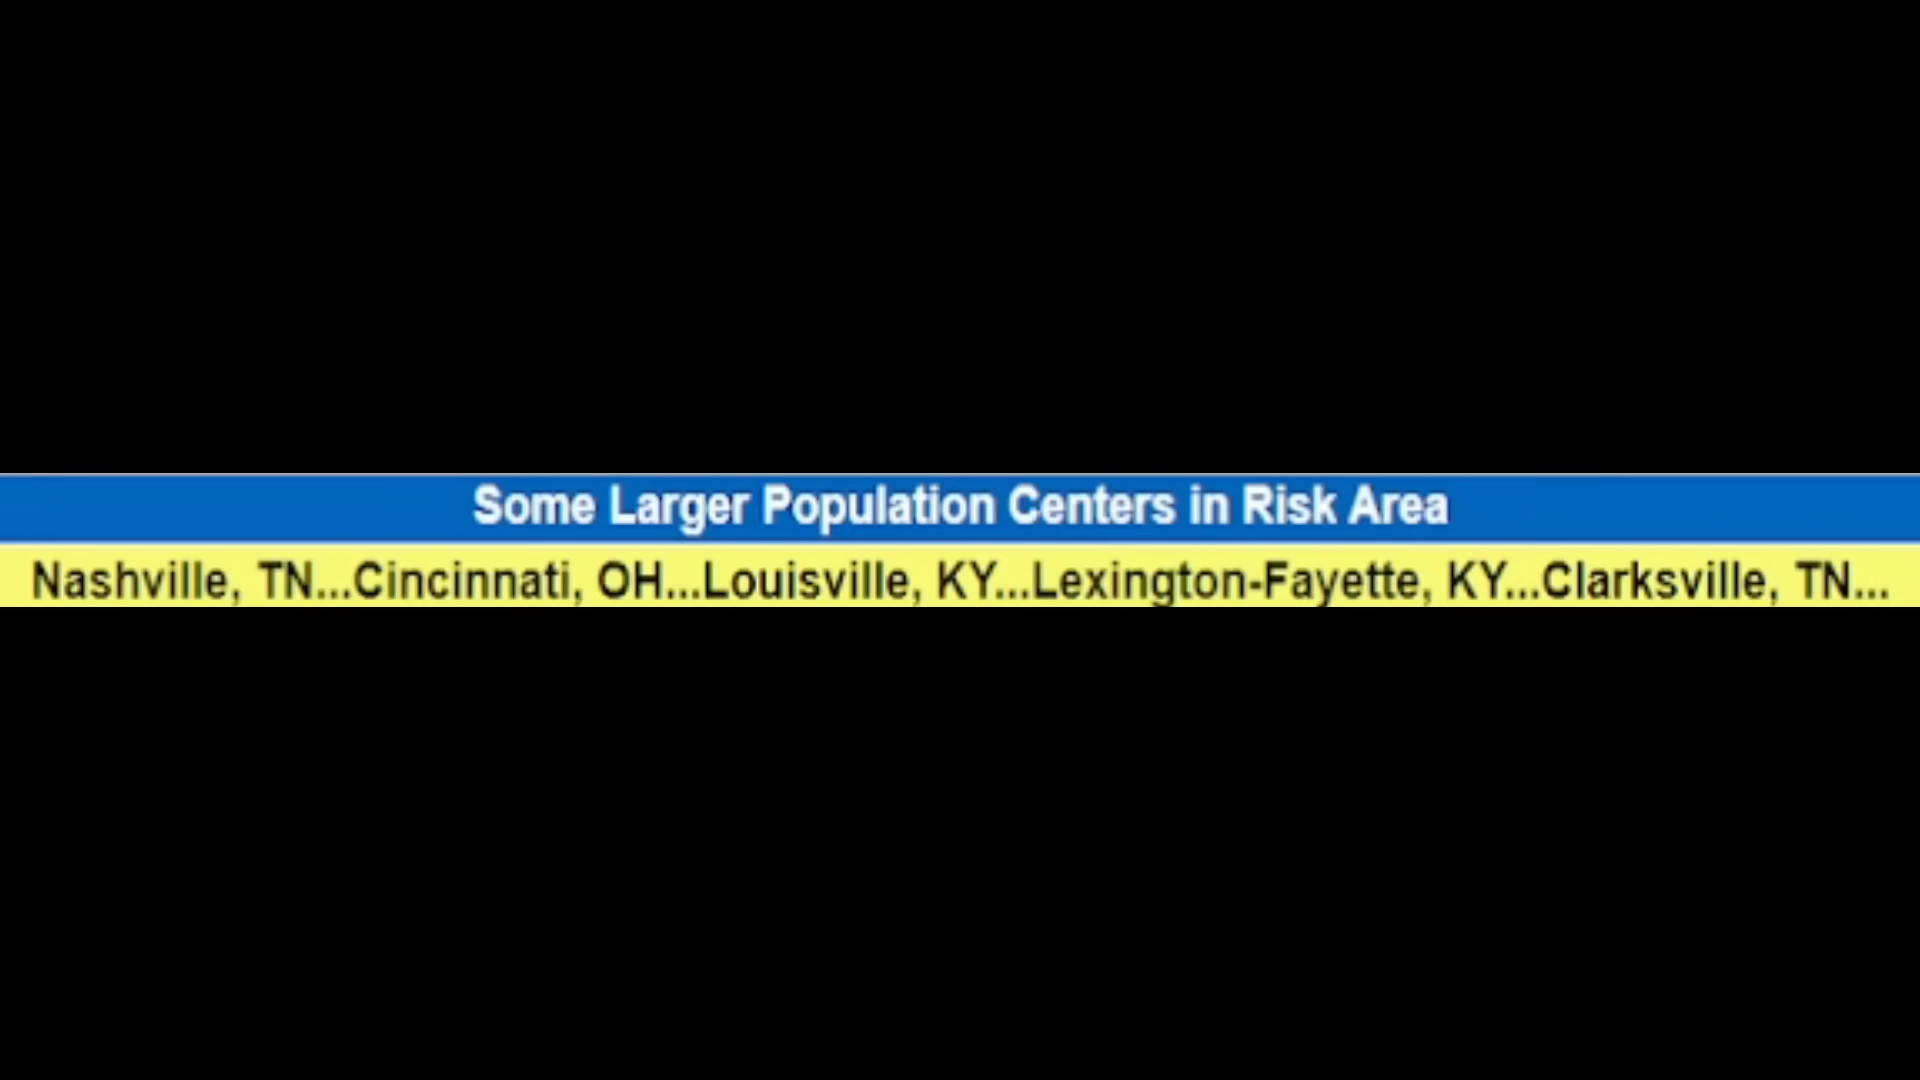 Some Larger Population Centers in Risk Area
Nashville, TN...Cincinnati, OH...Louisville, KY...Lexington-Fayette, KY...Clarksville, TN...